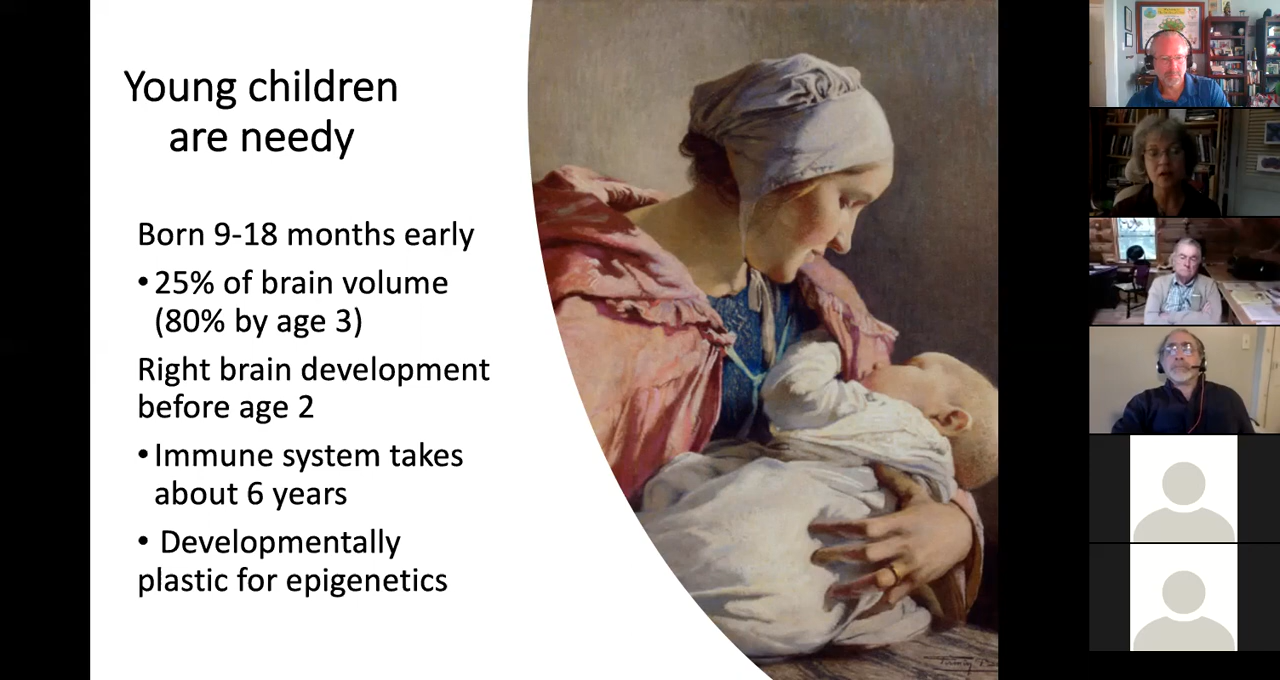 Young children
are needy
Born 9-18 months early
•25% of brain volume
(80% by age 3)
Right brain development
before age 2
•Immune system takes
about 6 years
• Developmentally
plastic for epigenetics